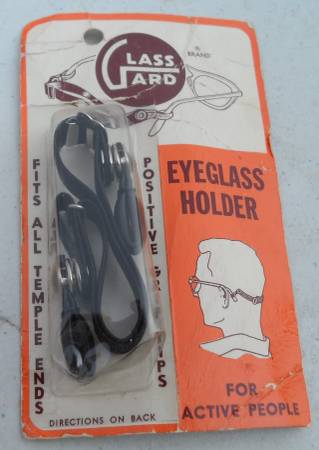 GLASS
GARD
® BRAND
FITS ALL TEMPLE ENDS
POSITIVE GRIPS
EYEGLASS
HOLDER
FOR
ACTIVE PEOPLE
DIRECTIONS ON BACK